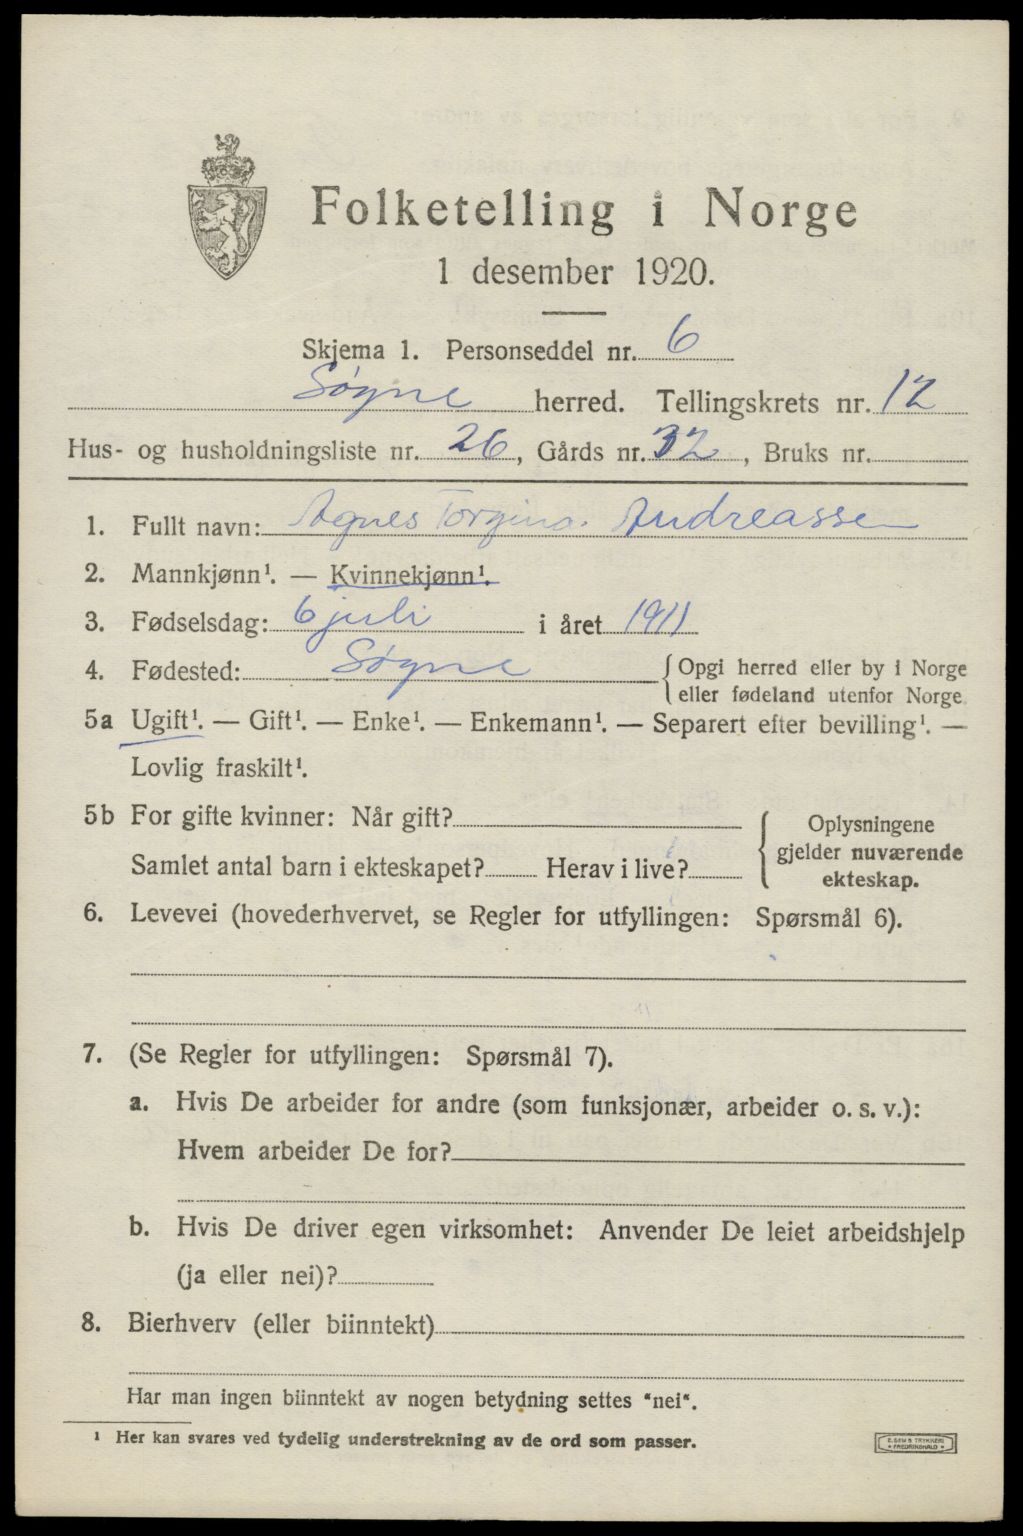 Folketelling i Norge
1 desember 1920.
Skjema 1. Personseddel nr. 6
Søgne herred. Tellingskrets nr. 12
Hus- og husholdningsliste nr. 26, Gårds nr. 32, Bruks nr.
1. Fullt navn: Agnes Torgina Andreassen
2. Mannkjønn¹. — Kvinnekjønn¹.
3. Fødselsdag: 6 juli i året 1911
4. Fødested: Søgne { Opgi herred eller by i Norge
eller fødeland utenfor Norge
5a Ugift¹. — Gift¹. — Enke¹. — Enkemann¹. — Separert efter bevilling¹. —
Lovlig fraskilt¹.
5b For gifte kvinner: Når gift?
Samlet antal barn i ekteskapet? Herav i live?
{ Oplysningene
gjelder nuværende
ekteskap.
6. Levevei (hovederhvervet, se Regler for utfyllingen: Spørsmål 6).
7. (Se Regler for utfyllingen: Spørsmål 7).
a. Hvis De arbeider for andre (som funksjonær, arbeider o. s. v.):
Hvem arbeider De for?
b. Hvis De driver egen virksomhet: Anvender De leiet arbeidshjelp
(ja eller nei)?
8. Bierhverv (eller biinntekt)
Har man ingen biinntekt av nogen betydning settes "nei".
¹ Her kan svares ved tydelig understrekning av de ord som passer.